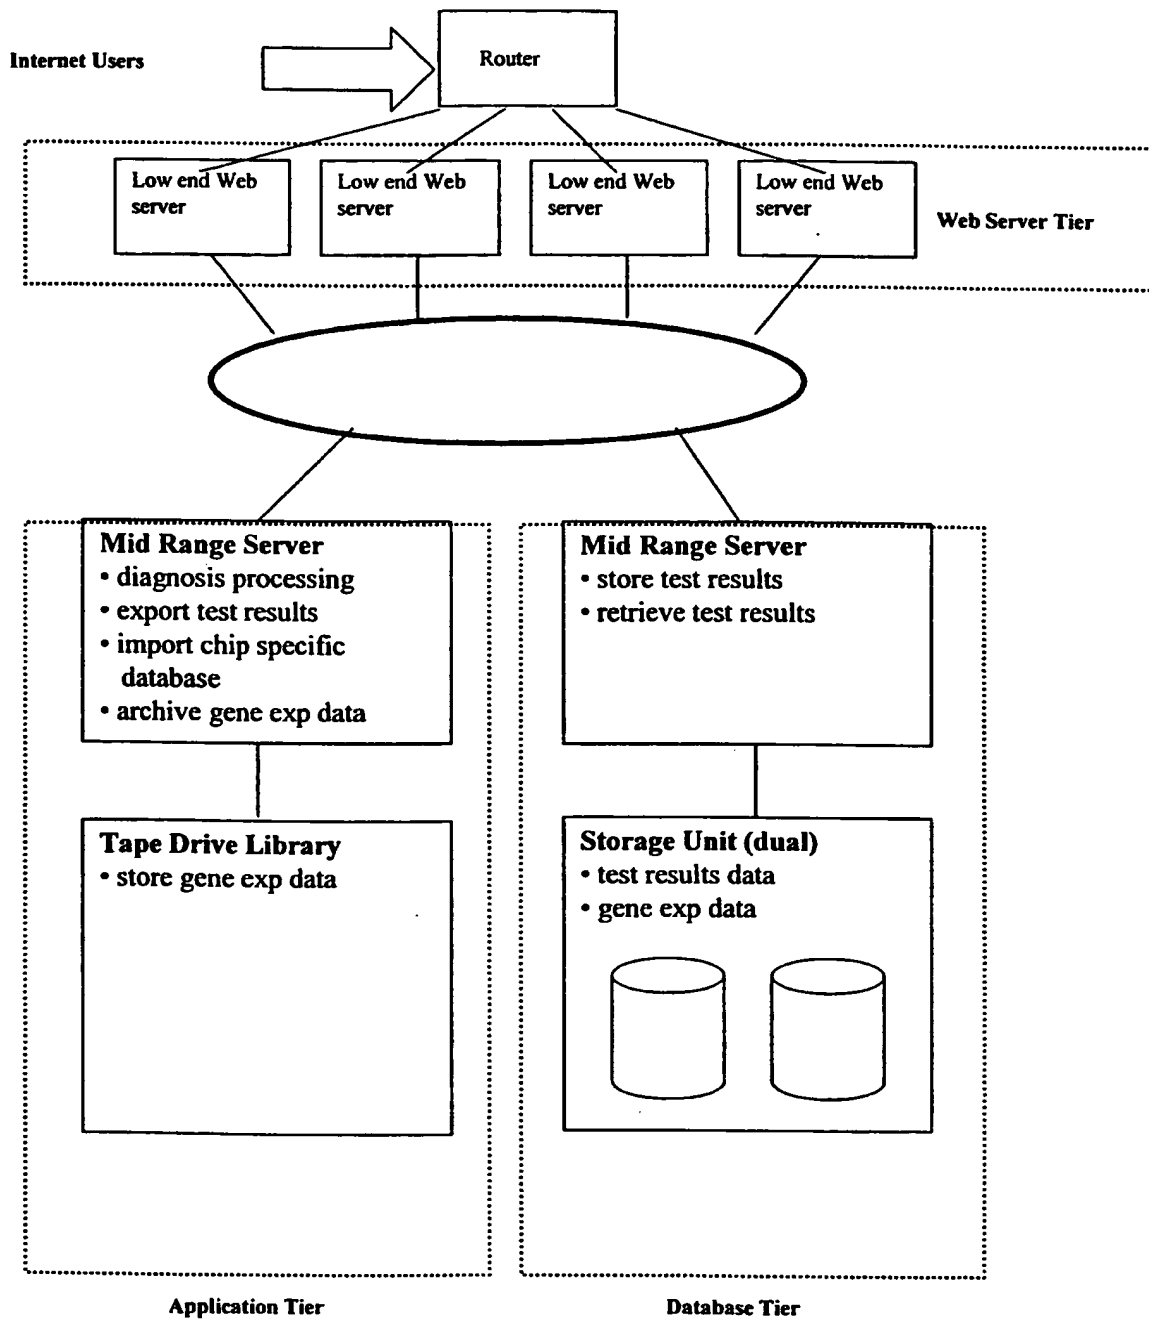 Internet Users
Router
Low end Web
server
Low end Web
server
Low end Web
server
Low end Web
server
Web Server Tier
Mid Range Server
• diagnosis processing
• export test results
• import chip specific
database
• archive gene exp data
Mid Range Server
• store test results
• retrieve test results
Tape Drive Library
• store gene exp data
Storage Unit (dual)
• test results data
• gene exp data
Application Tier
Database Tier